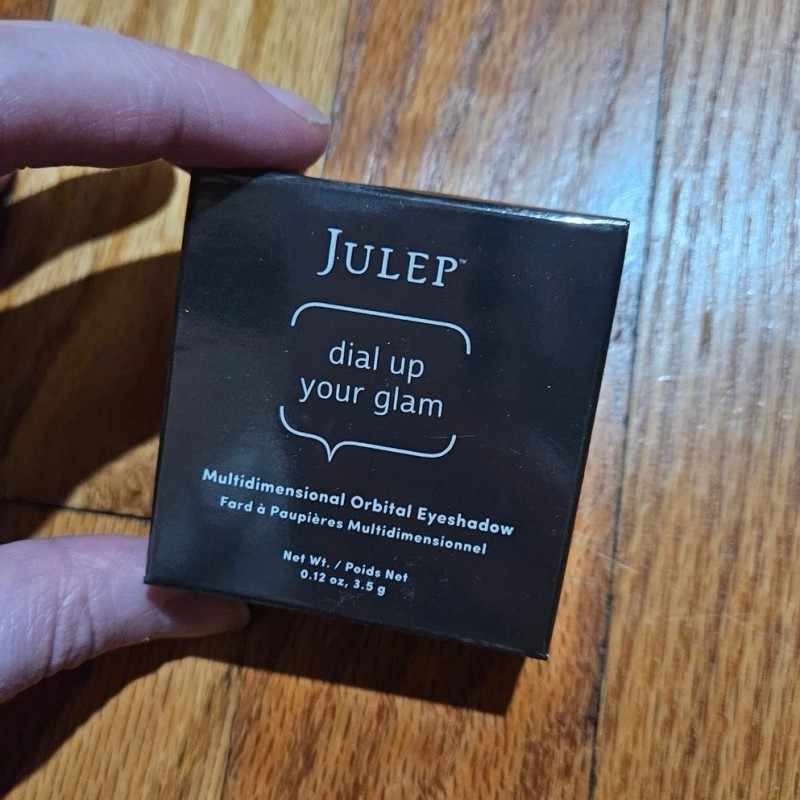 JULEP™
dial up
your glam
Multidimensional Orbital Eyeshadow
Fard à Paupières Multidimensionnel
Net Wt. / Poids Net
0.12 oz, 3.5 g